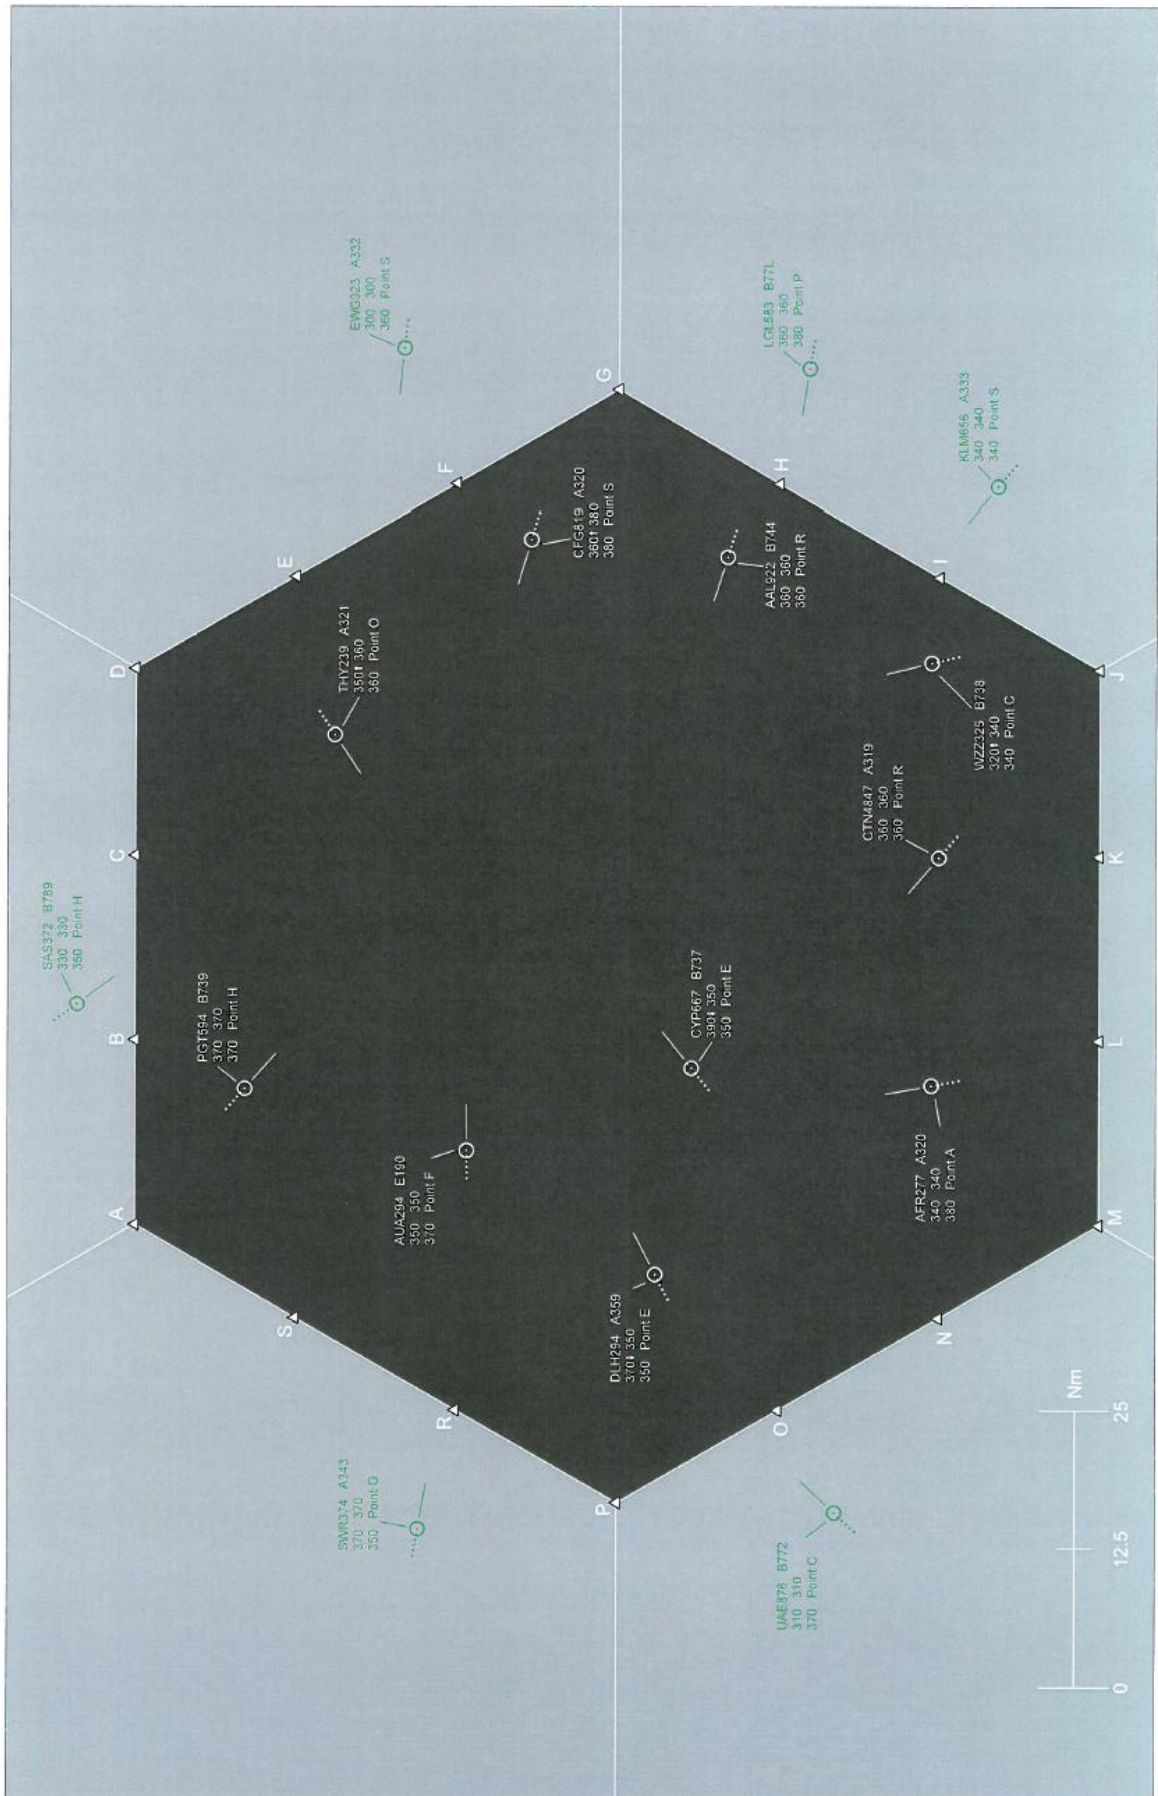 SAS372 B789
330 330
350 Point H
A
B
C
D
EWG923 A332
300 300
360 Point S
PGT594 B739
370 370
370 Point H
S
E
THY239 A321
350⬆ 360
360 Point O
SWR374 A343
370 370
350 Point G
R
AUA294 E190
350 350
370 Point F
F
CFG819 A320
360⬆ 380
380 Point S
P
G
DLH294 A359
370⬇ 350
350 Point E
CYP667 B737
390⬇ 350
350 Point E
LGL583 B77L
360 360
380 Point P
O
H
AAL922 B744
360 360
360 Point R
UAE876 B772
310 310
370 Point C
CTN4847 A319
360 360
360 Point R
N
I
KLM656 A333
340 340
340 Point S
AFR277 A320
340 340
380 Point A
WZZ325 B738
320⬆ 340
340 Point C
M
L
K
J
Nm
0 12.5 25